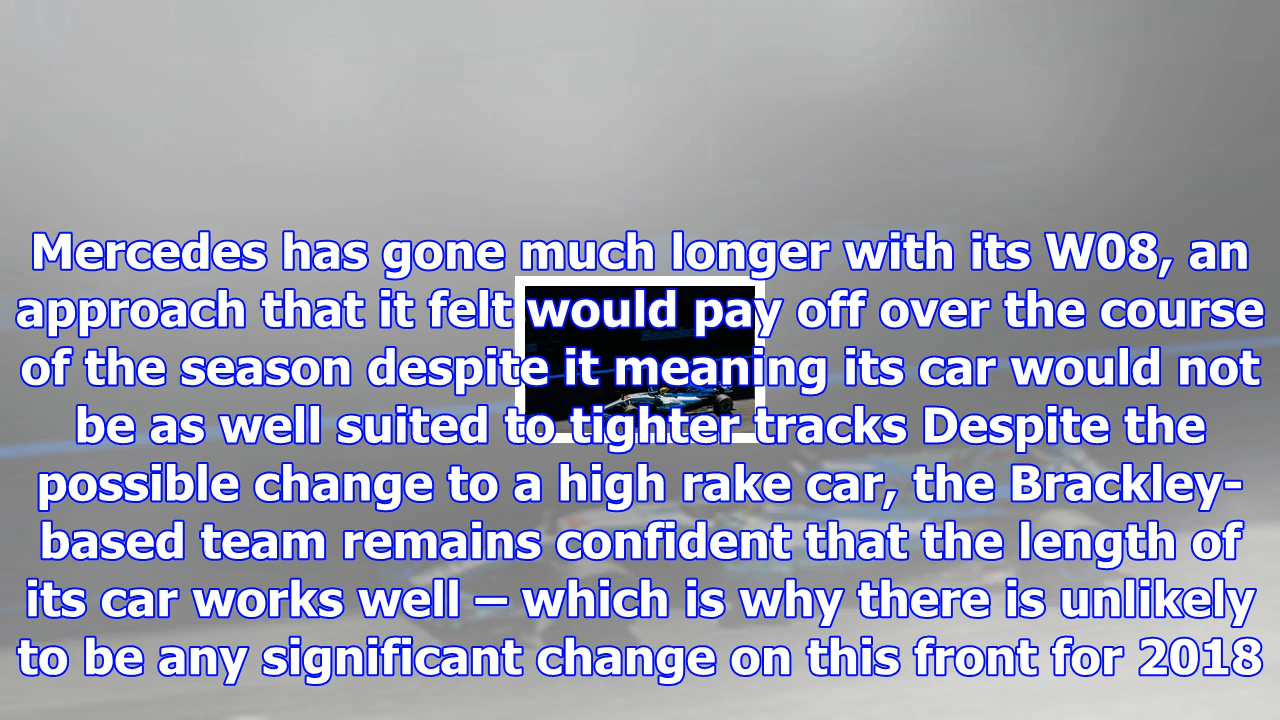 Mercedes has gone much longer with its W08, an
approach that it felt would pay off over the course
of the season despite it meaning its car would not
be as well suited to tighter tracks Despite the
possible change to a high rake car, the Brackley-
based team remains confident that the length of
its car works well – which is why there is unlikely
to be any significant change on this front for 2018